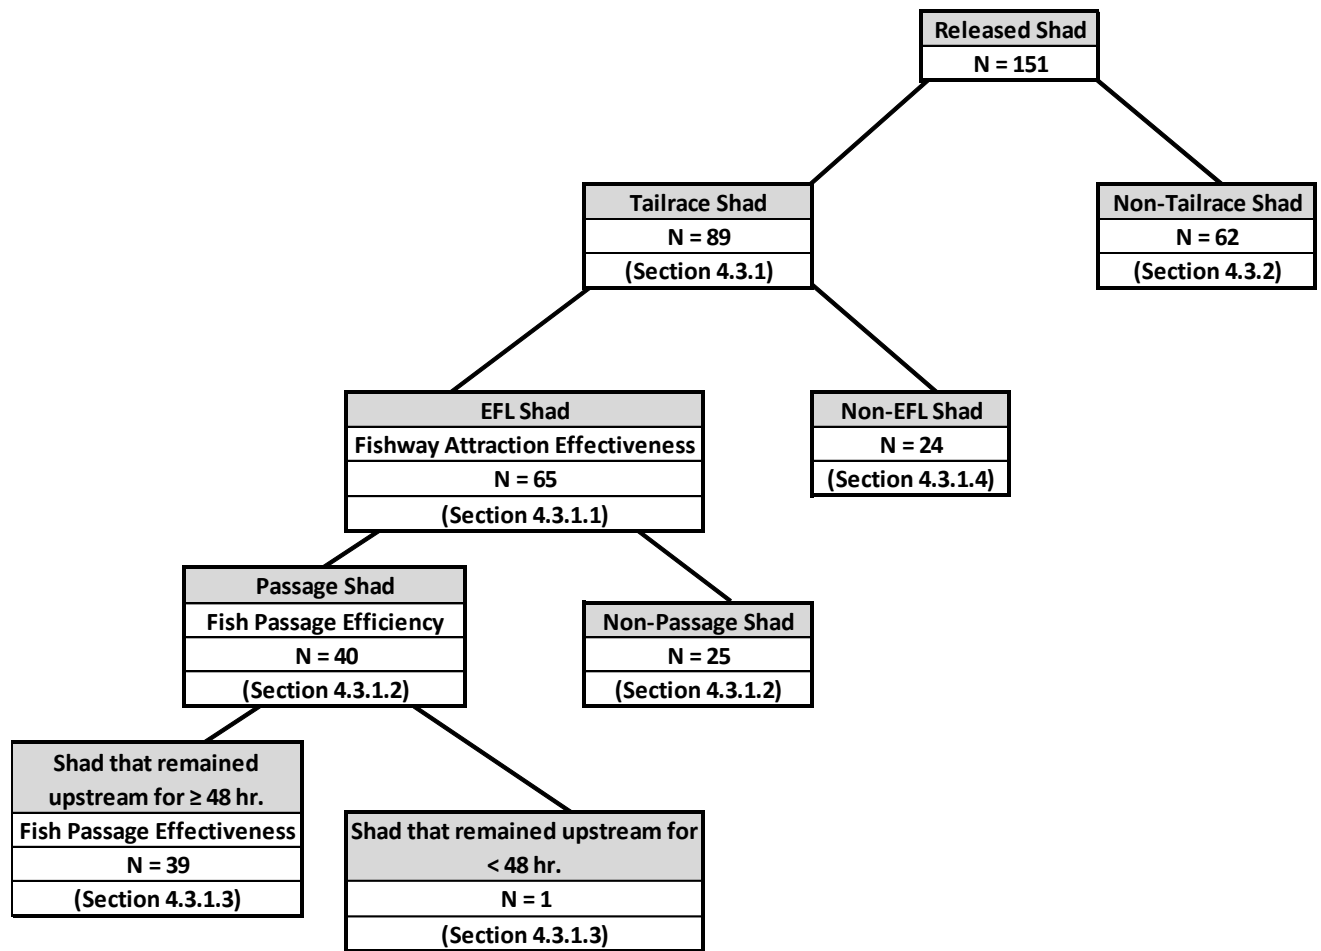 Released Shad
N = 151
Tailrace Shad
N = 89
(Section 4.3.1)
Non-Tailrace Shad
N = 62
(Section 4.3.2)
EFL Shad
Fishway Attraction Effectiveness
N = 65
(Section 4.3.1.1)
Non-EFL Shad
N = 24
(Section 4.3.1.4)
Passage Shad
Fish Passage Efficiency
N = 40
(Section 4.3.1.2)
Non-Passage Shad
N = 25
(Section 4.3.1.2)
Shad that remained
upstream for ≥ 48 hr.
Fish Passage Effectiveness
N = 39
(Section 4.3.1.3)
Shad that remained upstream for
< 48 hr.
N = 1
(Section 4.3.1.3)